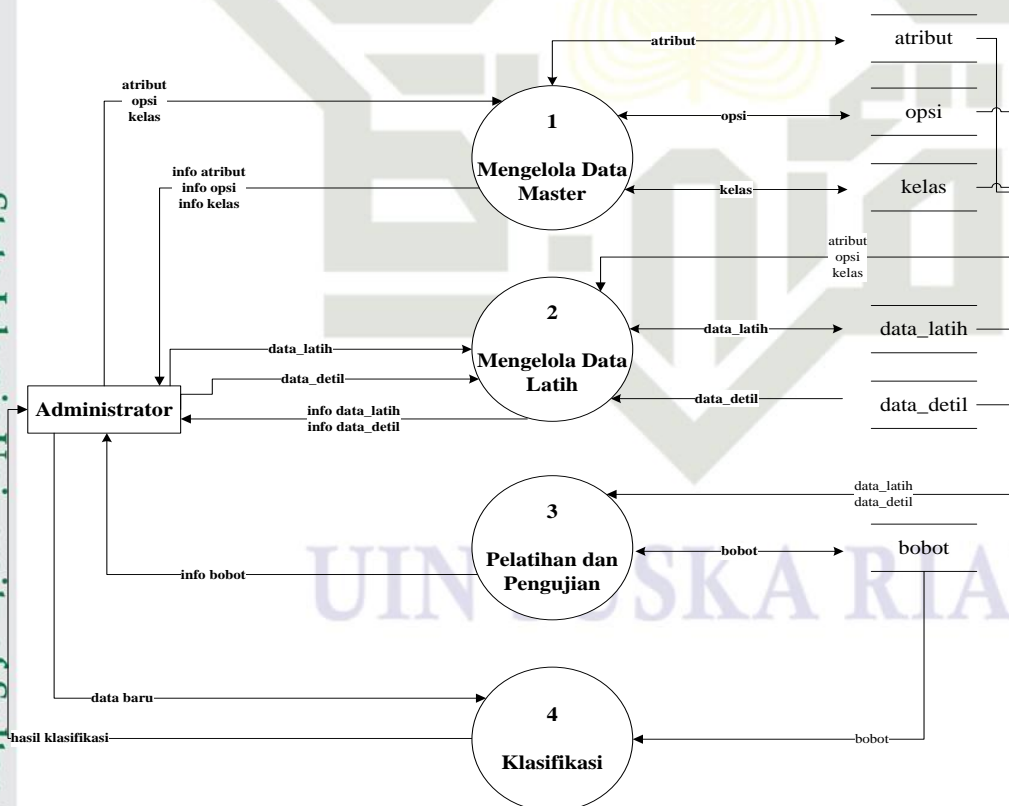 atribut
atribut
atribut
opsi
kelas
1
Mengelola Data
Master
opsi
opsi
info atribut
info opsi
info kelas
kelas
kelas
atribut
opsi
kelas
2
Mengelola Data
Latih
data_latih
data_latih
data_latih
data_detil
data_detil
data_detil
Administrator
info data_latih
info data_detil
3
Pelatihan dan
Pengujian
data_latih
data_detil
bobot
bobot
info bobot
UIN SUSKA RIA
data baru
4
Klasifikasi
hasil klasifikasi
bobot